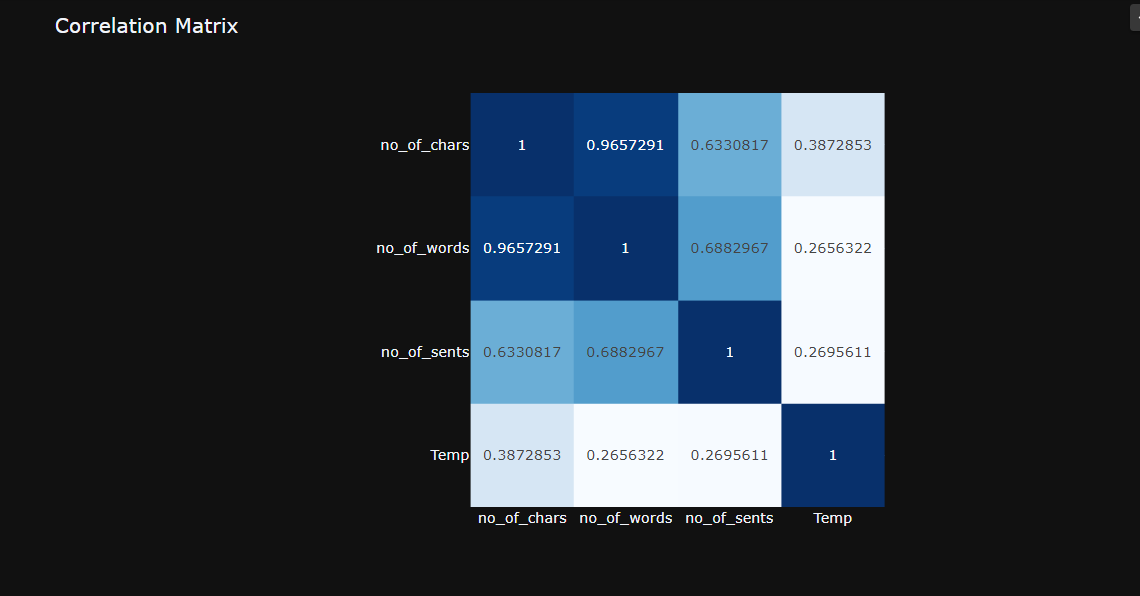 Correlation Matrix
no_of_chars 1 0.9657291 0.6330817 0.3872853
no_of_words 0.9657291 1 0.6882967 0.2656322
no_of_sents 0.6330817 0.6882967 1 0.2695611
Temp 0.3872853 0.2656322 0.2695611 1
no_of_chars no_of_words no_of_sents Temp